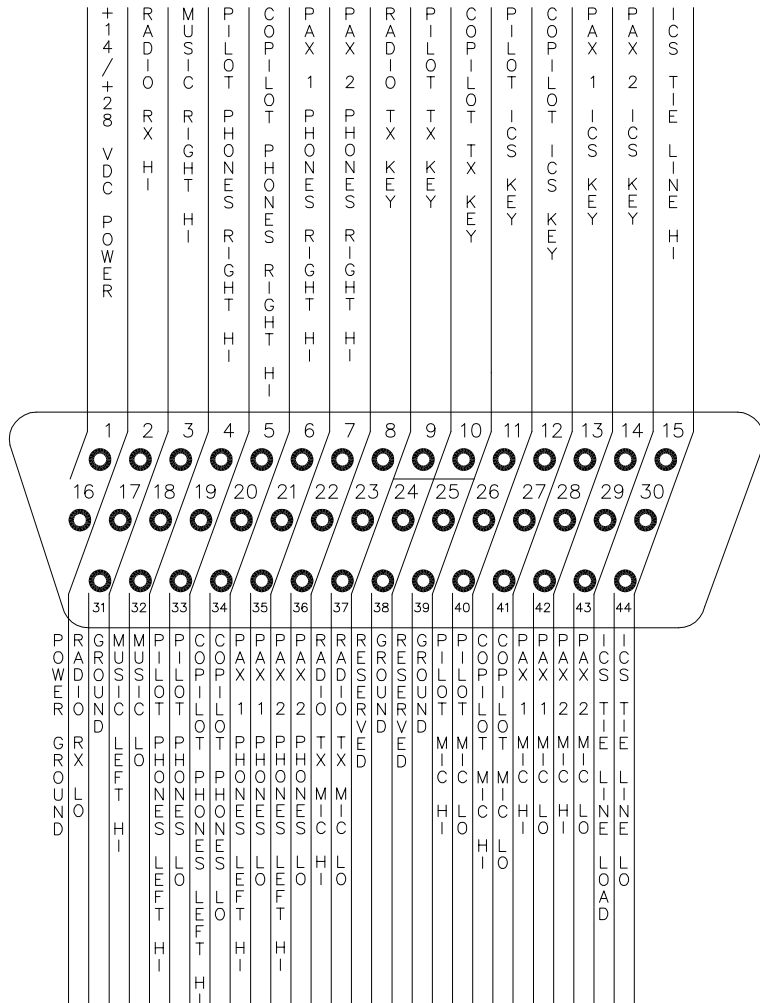 +14/+28 VDC POWER
RADIO RX HI
MUSIC RIGHT HI
PILOT PHONES RIGHT HI
COPILOT PHONES RIGHT HI
PAX 1 PHONES RIGHT HI
PAX 2 PHONES RIGHT HI
RADIO TX KEY
PILOT TX KEY
COPILOT TX KEY
PILOT ICS KEY
COPILOT ICS KEY
PAX 1 ICS KEY
PAX 2 ICS KEY
ICS TIE LINE HI
1 2 3 4 5 6 7 8 9 10 11 12 13 14 15
16 17 18 19 20 21 22 23 24 25 26 27 28 29 30
31 32 33 34 35 36 37 38 39 40 41 42 43 44
POWER GROUND
RADIO RX LO
GROUND
MUSIC LEFT HI
MUSIC LO
PILOT PHONES LEFT HI
PILOT PHONES LO
COPILOT PHONES LEFT HI
COPILOT PHONES LO
PAX 1 PHONES LEFT HI
PAX 1 PHONES LO
PAX 2 PHONES LEFT HI
PAX 2 PHONES LO
RADIO TX MIC HI
RADIO TX MIC LO
RESERVED
GROUND
RESERVED
GROUND
PILOT MIC HI
PILOT MIC LO
COPILOT MIC HI
COPILOT MIC LO
PAX 1 MIC HI
PAX 1 MIC LO
PAX 2 MIC HI
PAX 2 MIC LO
ICS TIE LINE LOAD
ICS TIE LINE LO